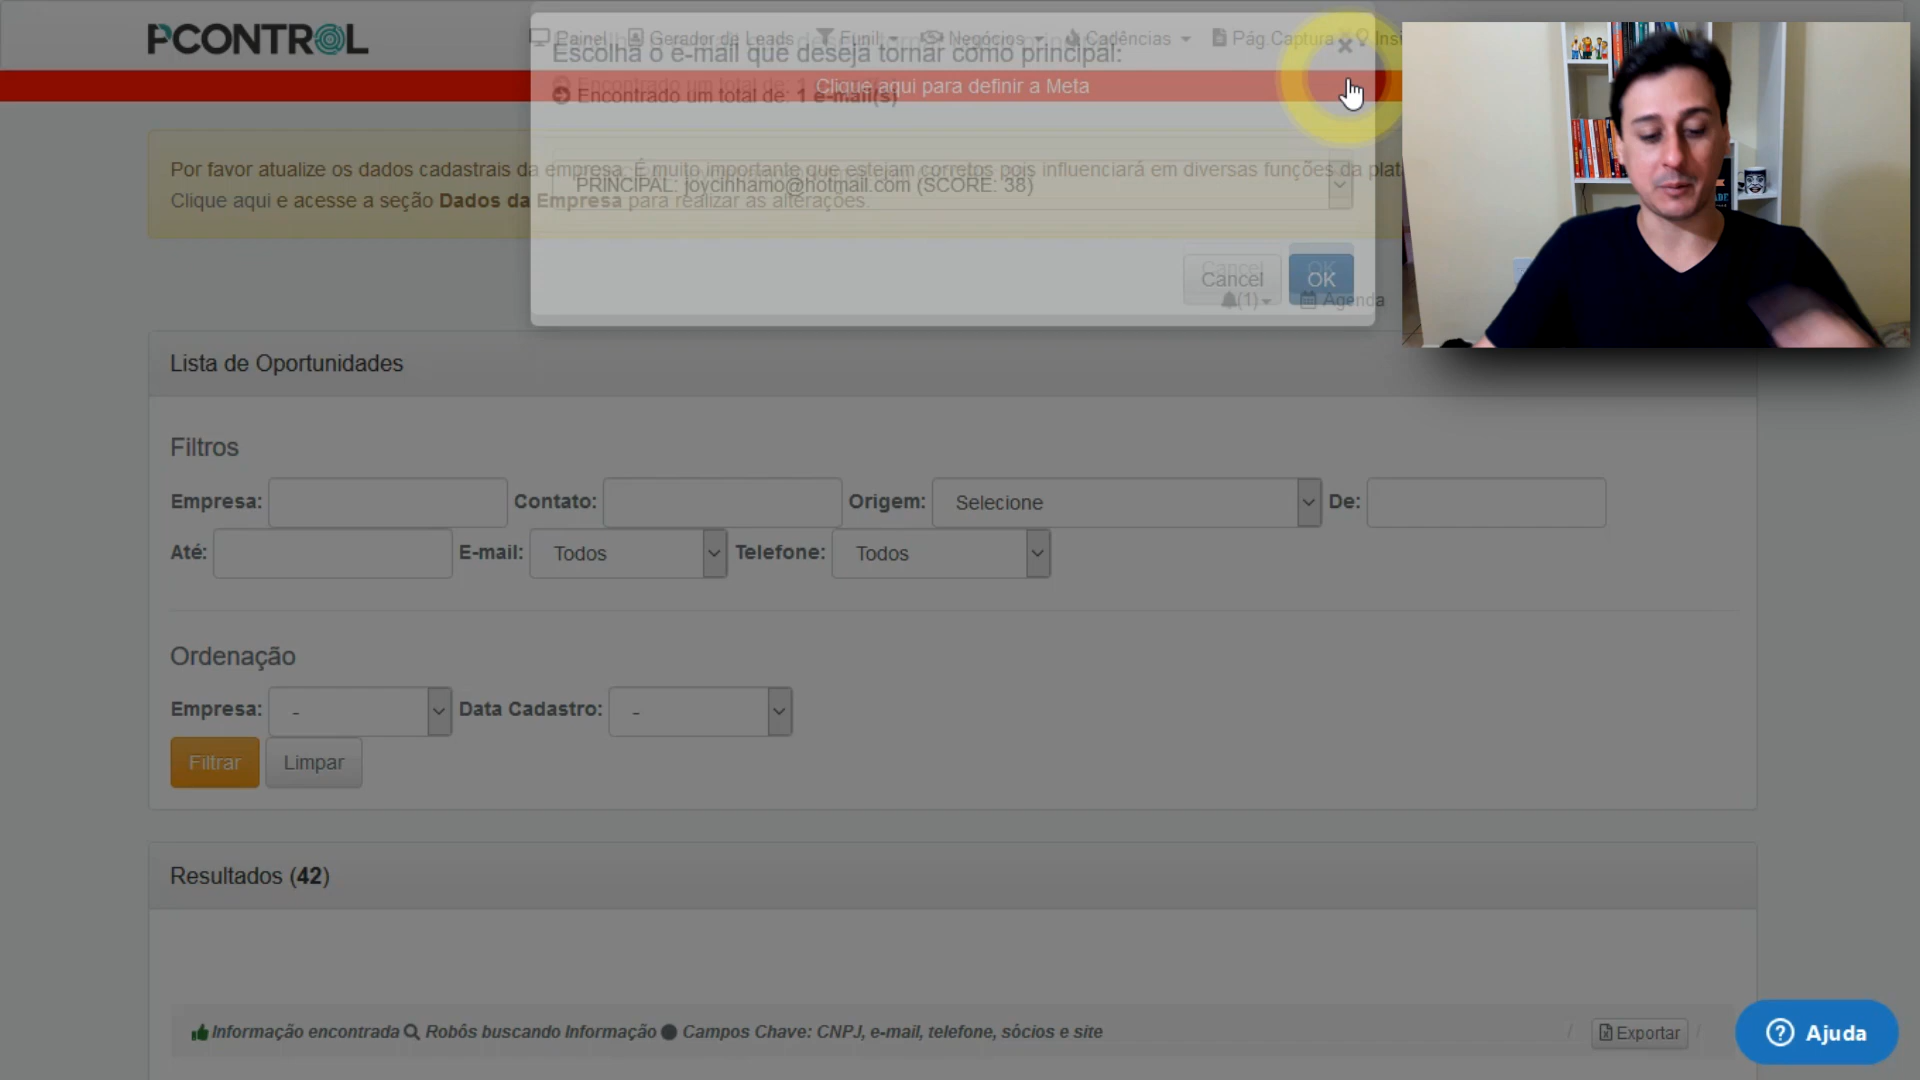 PCONTROL
Painel Gerador de Leads Funil Negócios Cadências Pág.Captura Insi
Escolha o e-mail que deseja tornar como principal:
Clique aqui para definir a Meta
Encontrado um total de: 1 e-mail(s)
Por favor atualize os dados cadastrais da empresa. É muito importante que estejam corretos pois influenciará em diversas funções da plat
PRINCIPAL: joycinhamo@hotmail.com (SCORE: 38)
Clique aqui e acesse a seção Dados da Empresa para realizar as alterações.
Cancel OK
(1) Agenda
Lista de Oportunidades
Filtros
Empresa: Contato: Origem: Selecione De:
Até: E-mail: Todos Telefone: Todos
Ordenação
Empresa: - Data Cadastro: -
Filtrar Limpar
Resultados (42)
Informação encontrada Robôs buscando Informação Campos Chave: CNPJ, e-mail, telefone, sócios e site / Exportar /
Ajuda